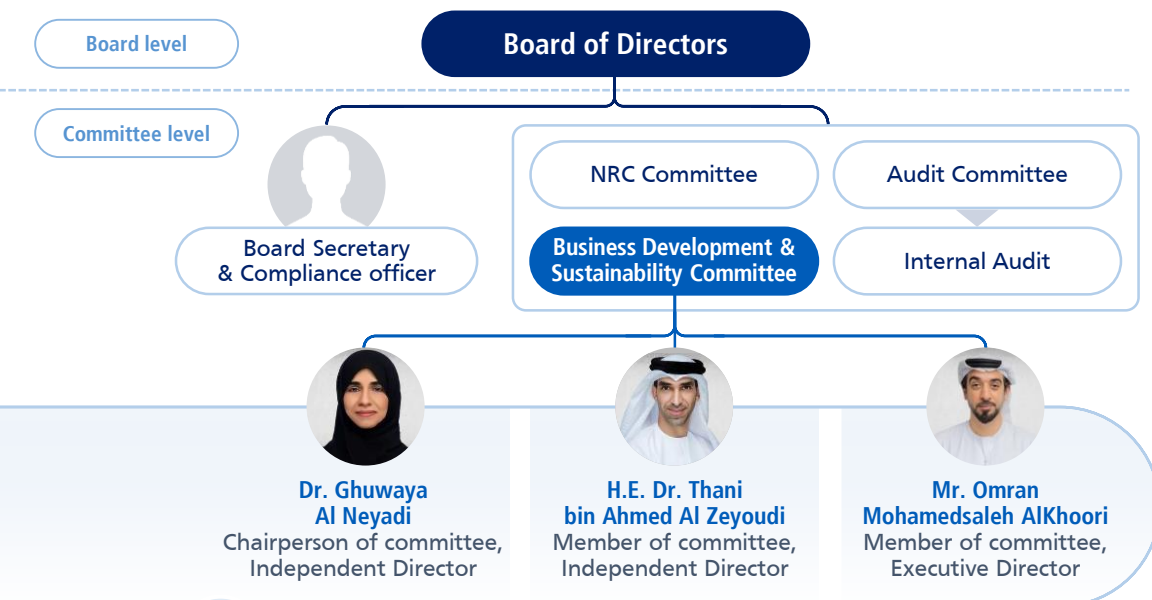 Board level
Board of Directors
Committee level
NRC Committee
Audit Committee
Board Secretary
& Compliance officer
Business Development &
Sustainability Committee
Internal Audit
Dr. Ghuwaya
Al Neyadi
Chairperson of committee,
Independent Director
H.E. Dr. Thani
bin Ahmed Al Zeyoudi
Member of committee,
Independent Director
Mr. Omran
Mohamedsaleh AlKhoori
Member of committee,
Executive Director